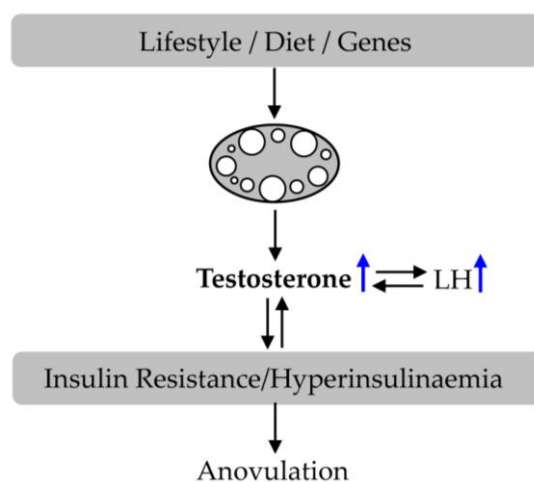 Lifestyle / Diet / Genes
Testosterone LH
Insulin Resistance/Hyperinsulinaemia
Anovulation